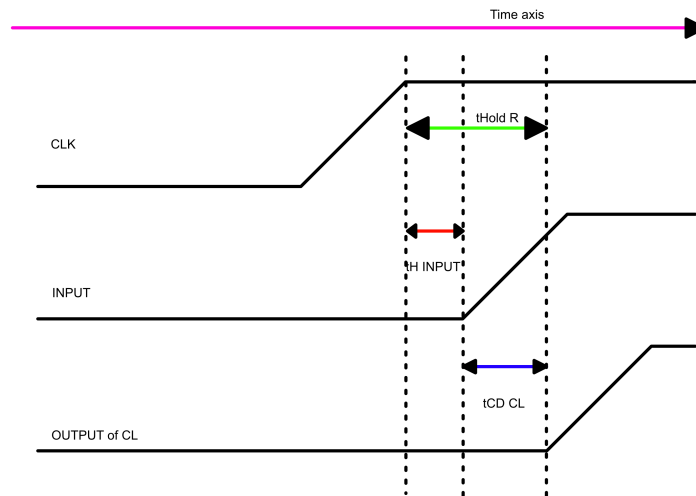 Time axis
tHold R
CLK
tH INPUT
INPUT
tCD CL
OUTPUT of CL